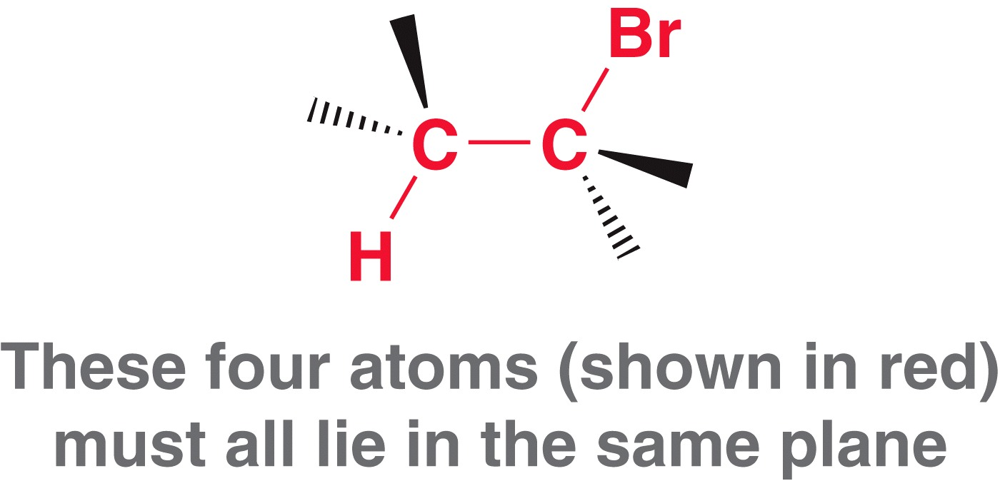 Br
C C
H
These four atoms (shown in red)
must all lie in the same plane